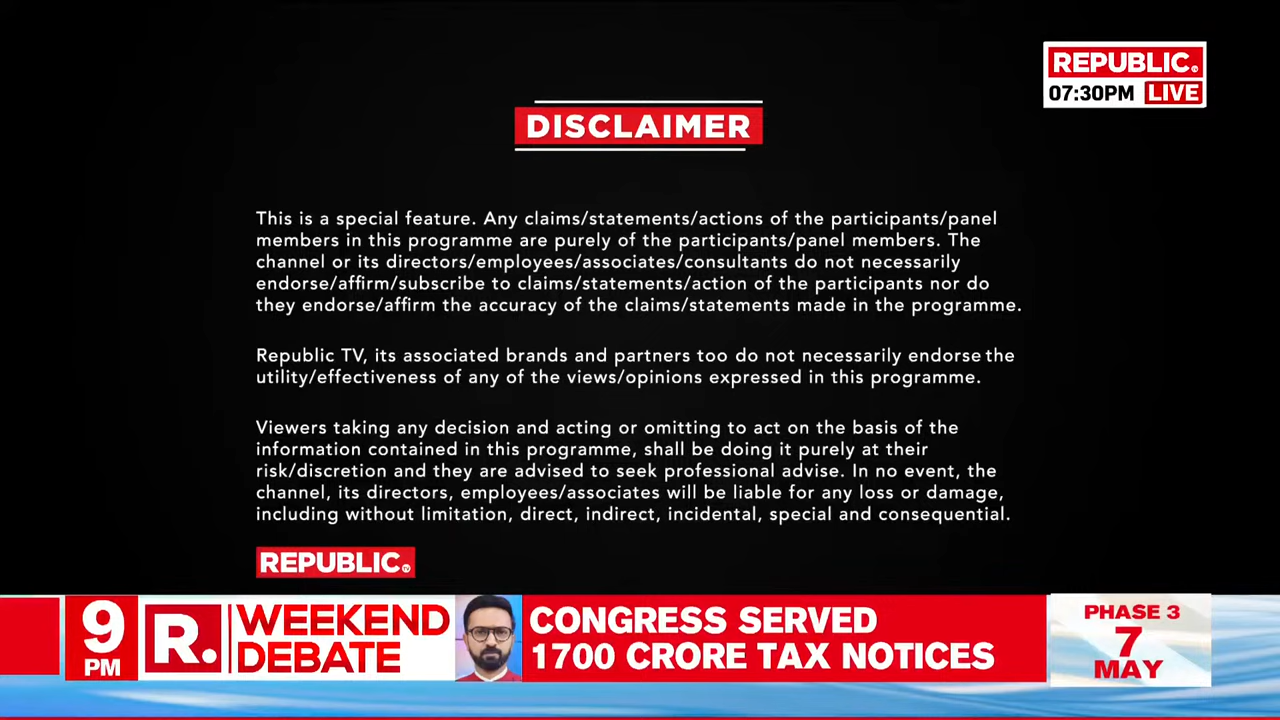 REPUBLIC.TV
07:30PM LIVE
DISCLAIMER
This is a special feature. Any claims/statements/actions of the participants/panel
members in this programme are purely of the participants/panel members. The
channel or its directors/employees/associates/consultants do not necessarily
endorse/affirm/subscribe to claims/statements/action of the participants nor do
they endorse/affirm the accuracy of the claims/statements made in the programme.
Republic TV, its associated brands and partners too do not necessarily endorse the
utility/effectiveness of any of the views/opinions expressed in this programme.
Viewers taking any decision and acting or omitting to act on the basis of the
information contained in this programme, shall be doing it purely at their
risk/discretion and they are advised to seek professional advise. In no event, the
channel, its directors, employees/associates will be liable for any loss or damage,
including without limitation, direct, indirect, incidental, special and consequential.
REPUBLIC.TV
9
PM
R.
WEEKEND
DEBATE
CONGRESS SERVED
1700 CRORE TAX NOTICES
PHASE 3
7
MAY